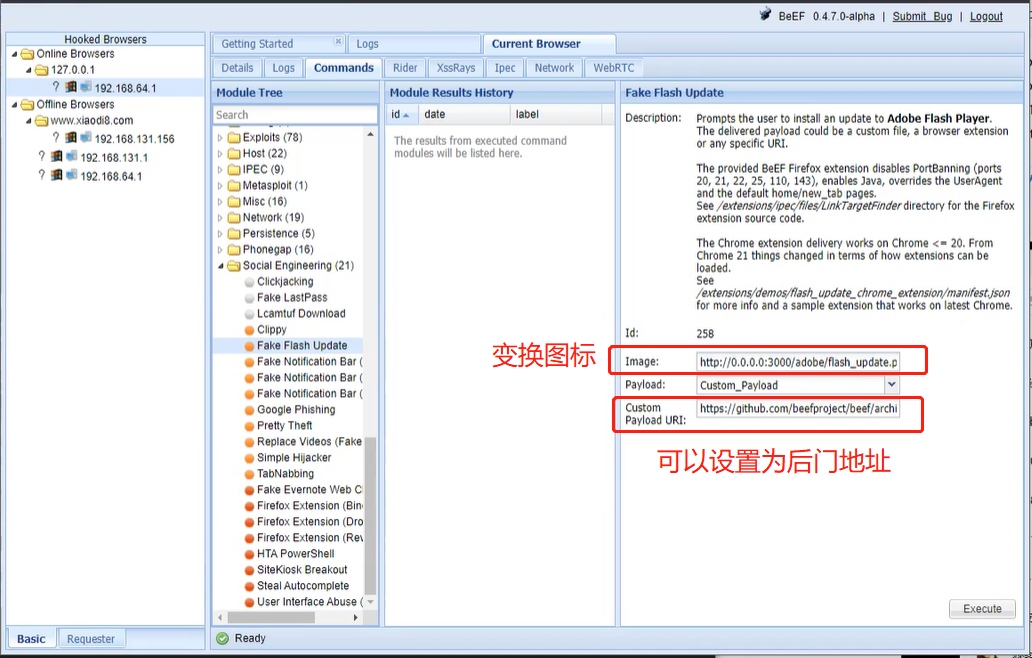 BeEF 0.4.7.0-alpha | Submit Bug | Logout
Hooked Browsers
Online Browsers
127.0.0.1
? 192.168.64.1
Offline Browsers
www.xiaodi8.com
? 192.168.131.156
? 192.168.131.1
? 192.168.64.1
Basic Requester
Getting Started Logs Current Browser
Details Logs Commands Rider XssRays Ipec Network WebRTC
Module Tree
Search
Exploits (78)
Host (22)
IPEC (9)
Metasploit (1)
Misc (16)
Network (19)
Persistence (5)
Phonegap (16)
Social Engineering (21)
Clickjacking
Fake LastPass
Lcamtuf Download
Clippy
Fake Flash Update
Fake Notification Bar (
Fake Notification Bar (
Fake Notification Bar (
Google Phishing
Pretty Theft
Replace Videos (Fake
Simple Hijacker
TabNabbing
Fake Evernote Web Cl
Firefox Extension (Bin
Firefox Extension (Dro
Firefox Extension (Rev
HTA PowerShell
SiteKiosk Breakout
Steal Autocomplete
User Interface Abuse (
Module Results History
id date label
The results from executed command
modules will be listed here.
Fake Flash Update
Description: Prompts the user to install an update to Adobe Flash Player.
The delivered payload could be a custom file, a browser extension
or any specific URI.
The provided BeEF Firefox extension disables PortBanning (ports
20, 21, 22, 25, 110, 143), enables Java, overrides the UserAgent
and the default home/new_tab pages.
See /extensions/ipec/files/LinkTargetFinder directory for the Firefox
extension source code.
The Chrome extension delivery works on Chrome <= 20. From
Chrome 21 things changed in terms of how extensions can be
loaded.
See
/extensions/demos/flash_update_chrome_extension/manifest.json
for more info and a sample extension that works on latest Chrome.
Id: 258
变换图标
Image: http://0.0.0.0:3000/adobe/flash_update.p
Payload: Custom_Payload
Custom
Payload URI: https://github.com/beefproject/beef/archi
可以设置为后门地址
Execute
Ready